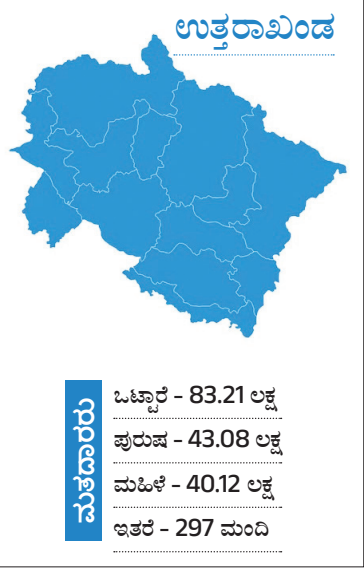 ಉತ್ತರಾಖಂಡ
ಮತದಾರರು
ಒಟ್ಟಾರೆ - 83.21 ಲಕ್ಷ
ಪುರುಷ - 43.08 ಲಕ್ಷ
ಮಹಿಳೆ - 40.12 ಲಕ್ಷ
ಇತರೆ - 297 ಮಂದಿ